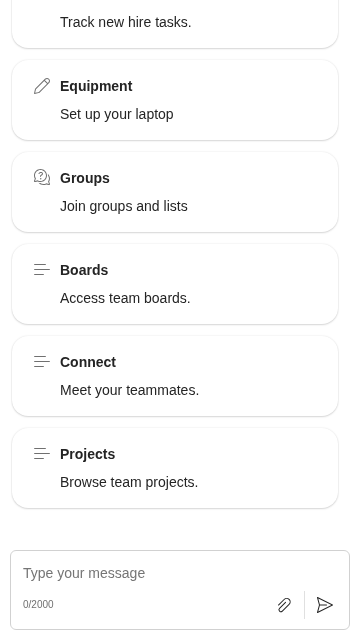 Track new hire tasks.
Equipment
Set up your laptop
Groups
Join groups and lists
Boards
Access team boards.
Connect
Meet your teammates.
Projects
Browse team projects.
Type your message
0/2000